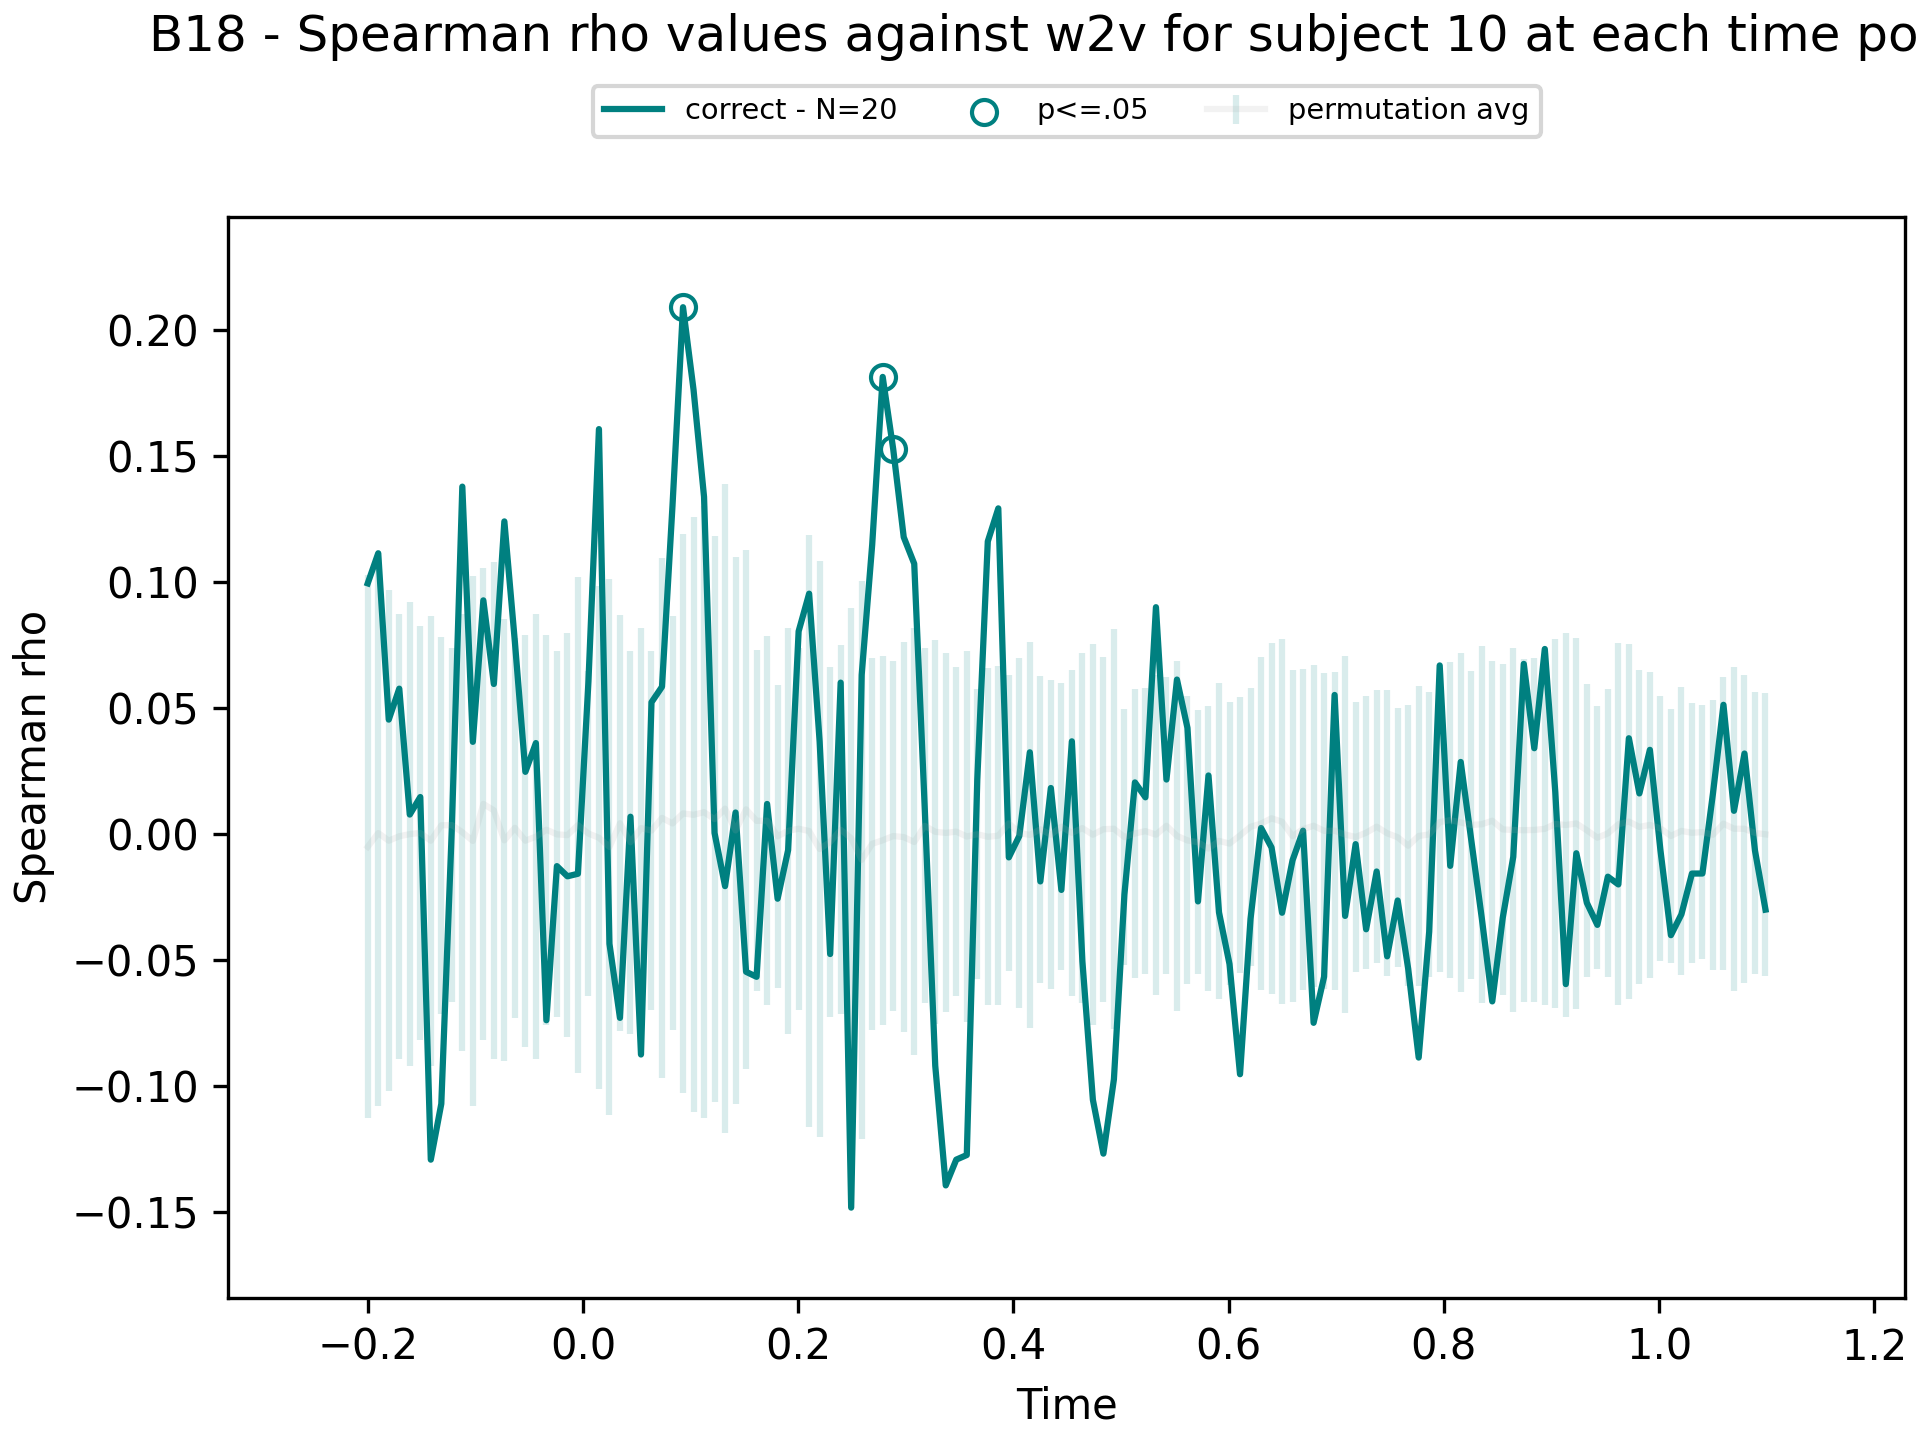 B18 - Spearman rho values against w2v for subject 10 at each time po
correct - N=20 p<=.05 permutation avg
Spearman rho
0.20
0.15
0.10
0.05
0.00
−0.05
−0.10
−0.15
−0.2 0.0 0.2 0.4 0.6 0.8 1.0 1.2
Time